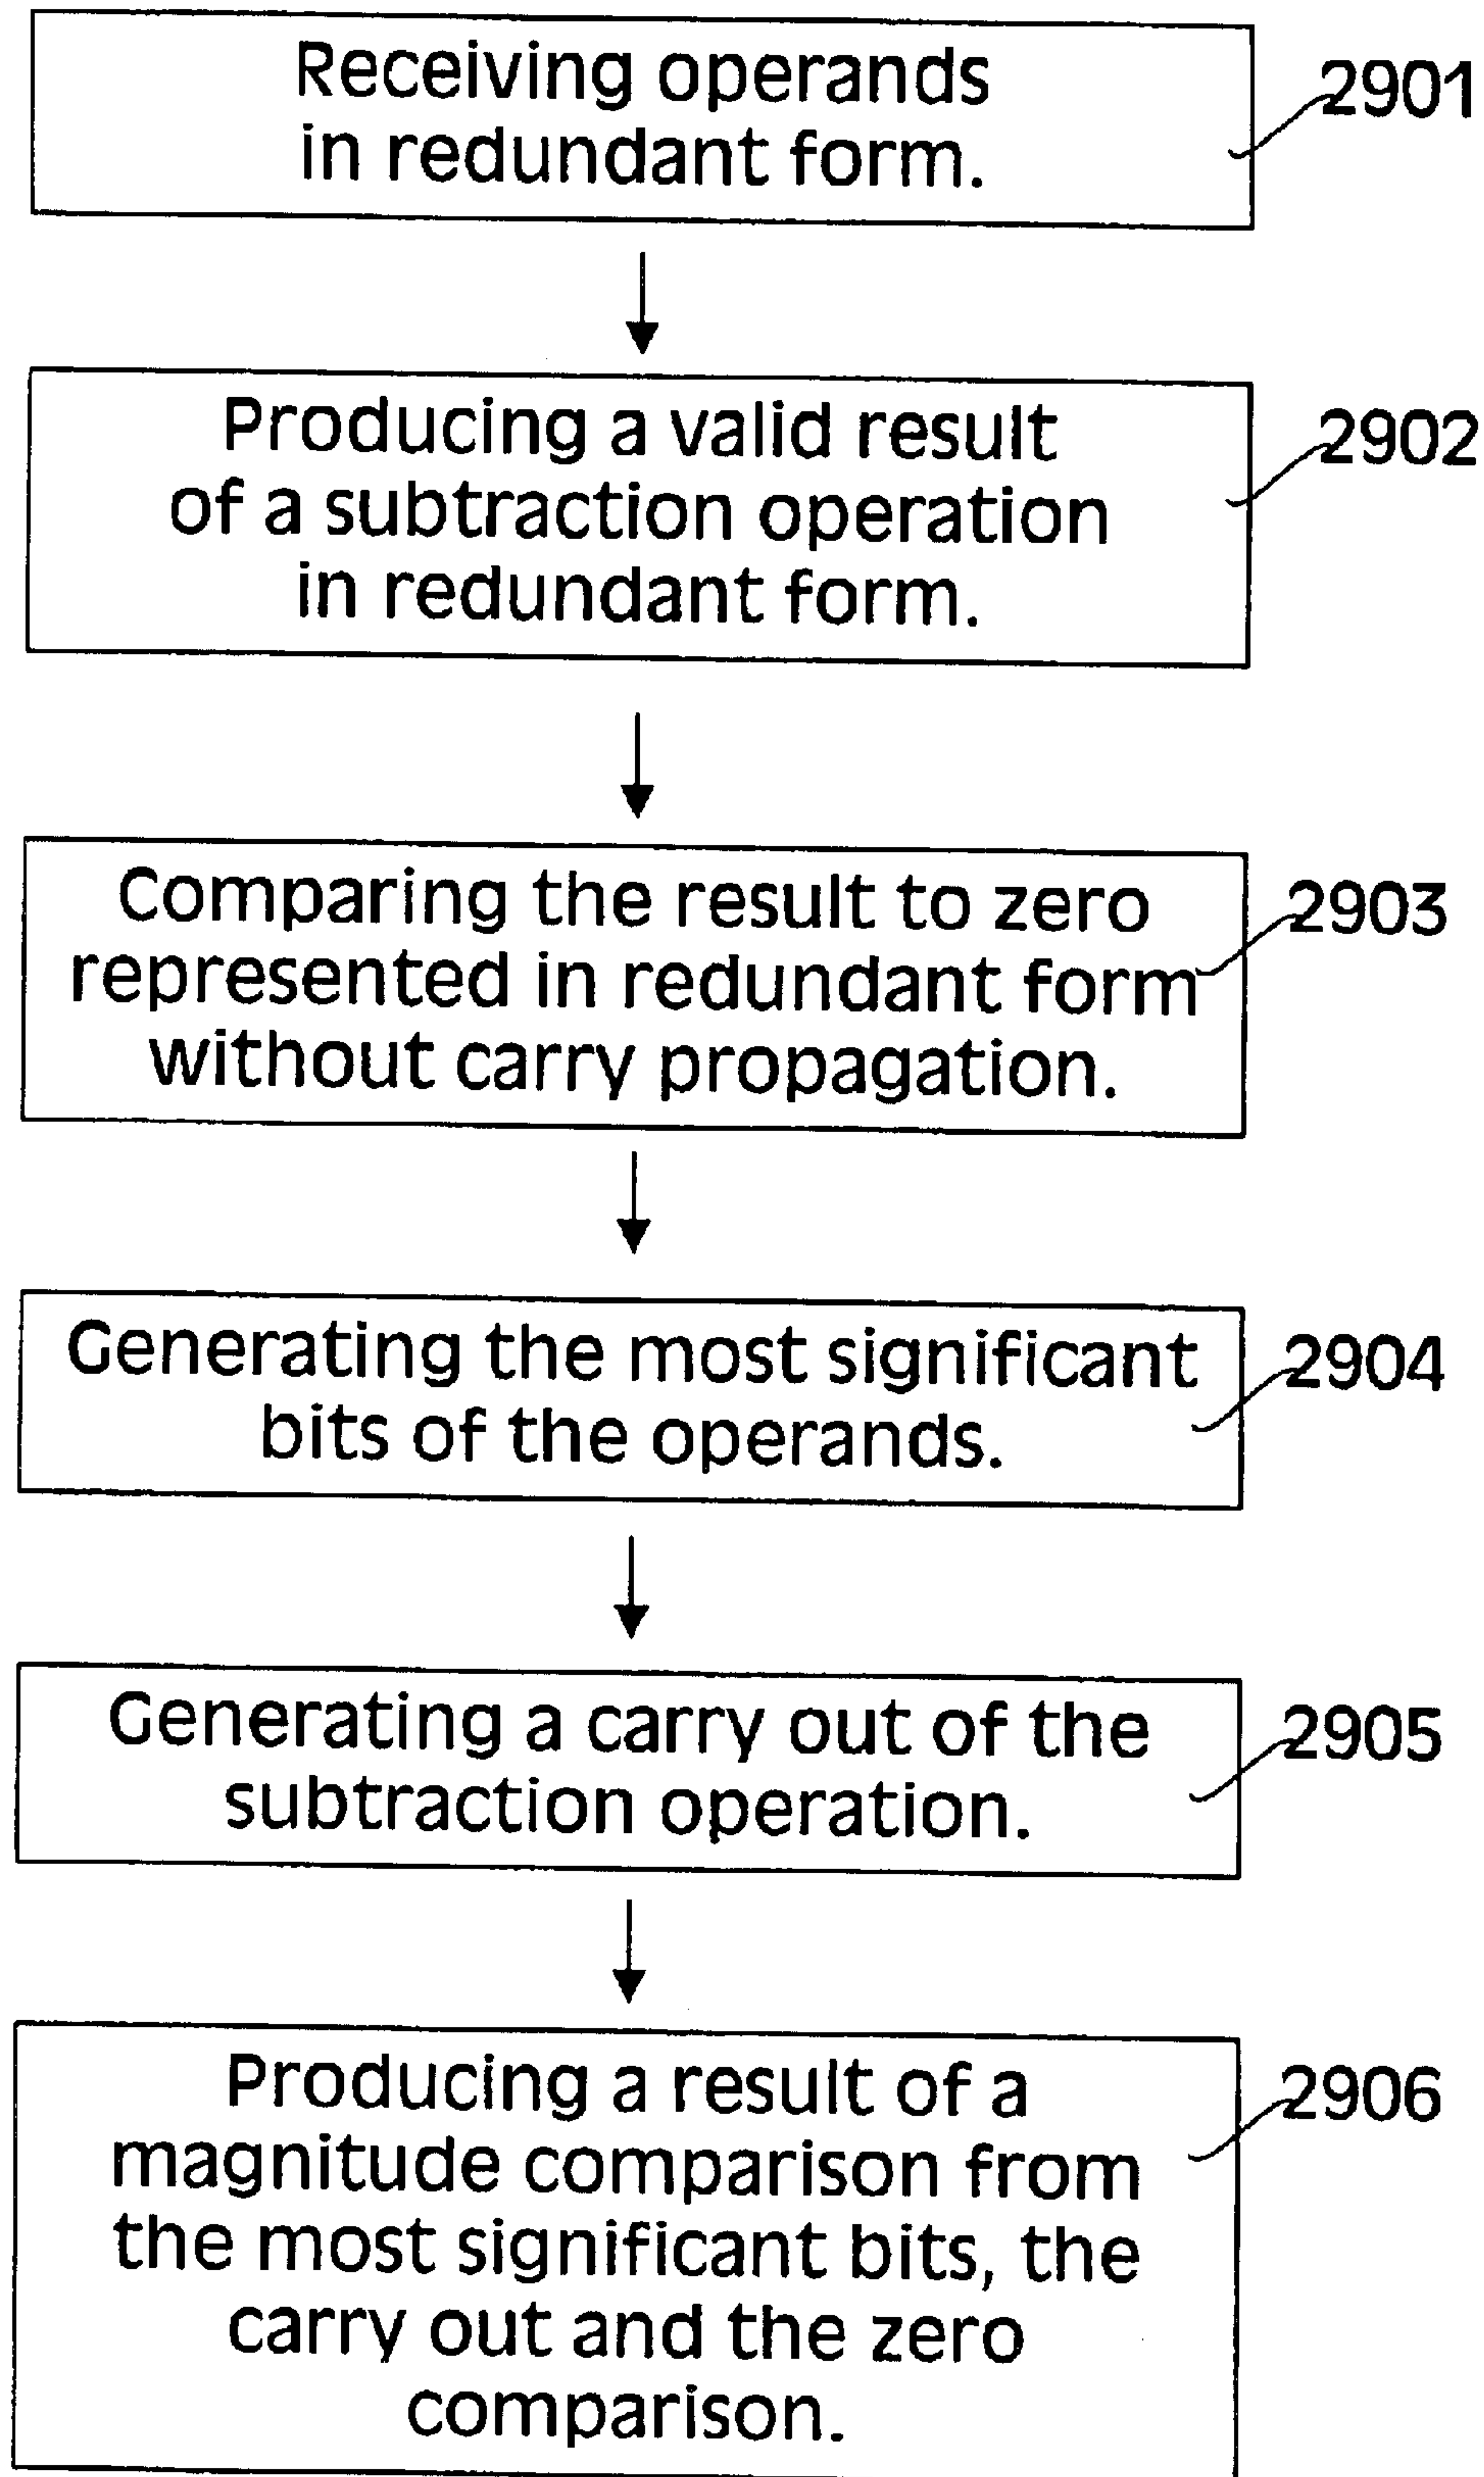 Receiving operands
in redundant form.
2901
Producing a valid result
of a subtraction operation
in redundant form.
2902
Comparing the result to zero
represented in redundant form
without carry propagation.
2903
Generating the most significant
bits of the operands.
2904
Generating a carry out of the
subtraction operation.
2905
Producing a result of a
magnitude comparison from
the most significant bits, the
carry out and the zero
comparison.
2906